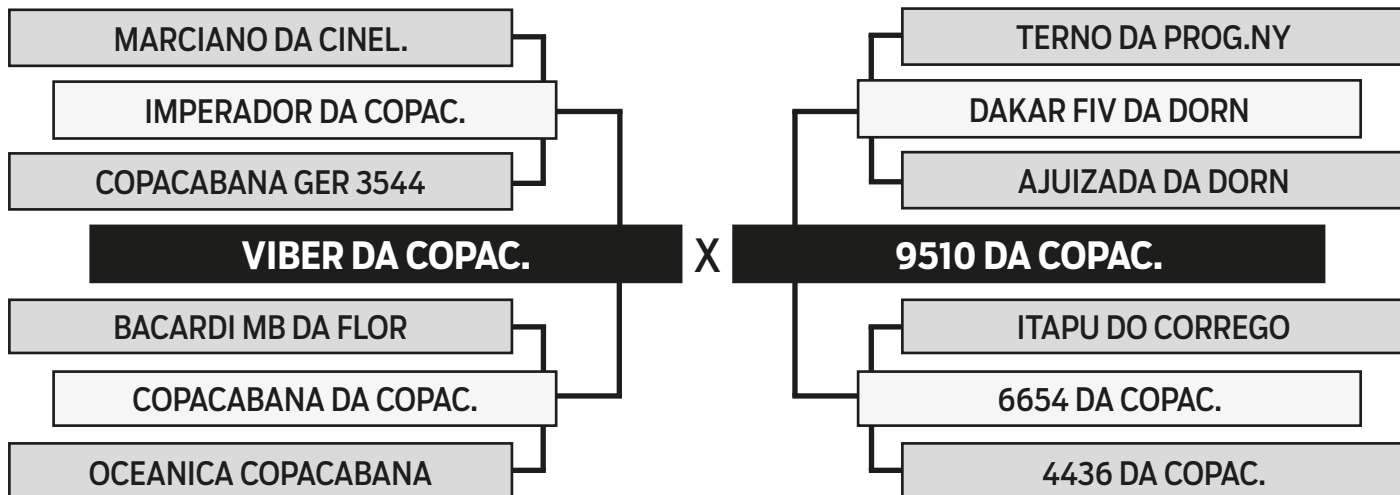 MARCIANO DA CINEL.
IMPERADOR DA COPAC.
COPACABANA GER 3544
VIBER DA COPAC.
BACARDI MB DA FLOR
COPACABANA DA COPAC.
OCEANICA COPACABANA
X
TERNO DA PROG.NY
DAKAR FIV DA DORN
AJUIZADA DA DORN
9510 DA COPAC.
ITAPU DO CORREGO
6654 DA COPAC.
4436 DA COPAC.